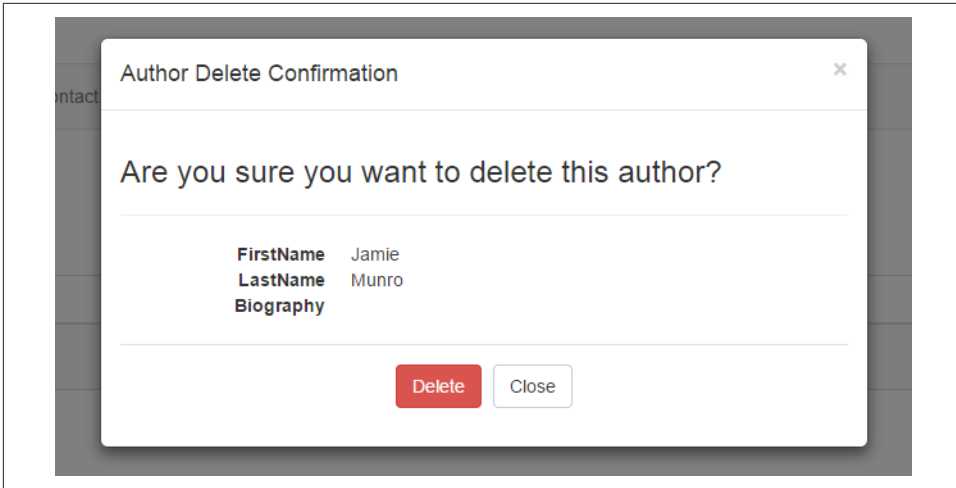 Author Delete Confirmation ×
ontact
Are you sure you want to delete this author?
FirstName Jamie
LastName Munro
Biography
Delete Close